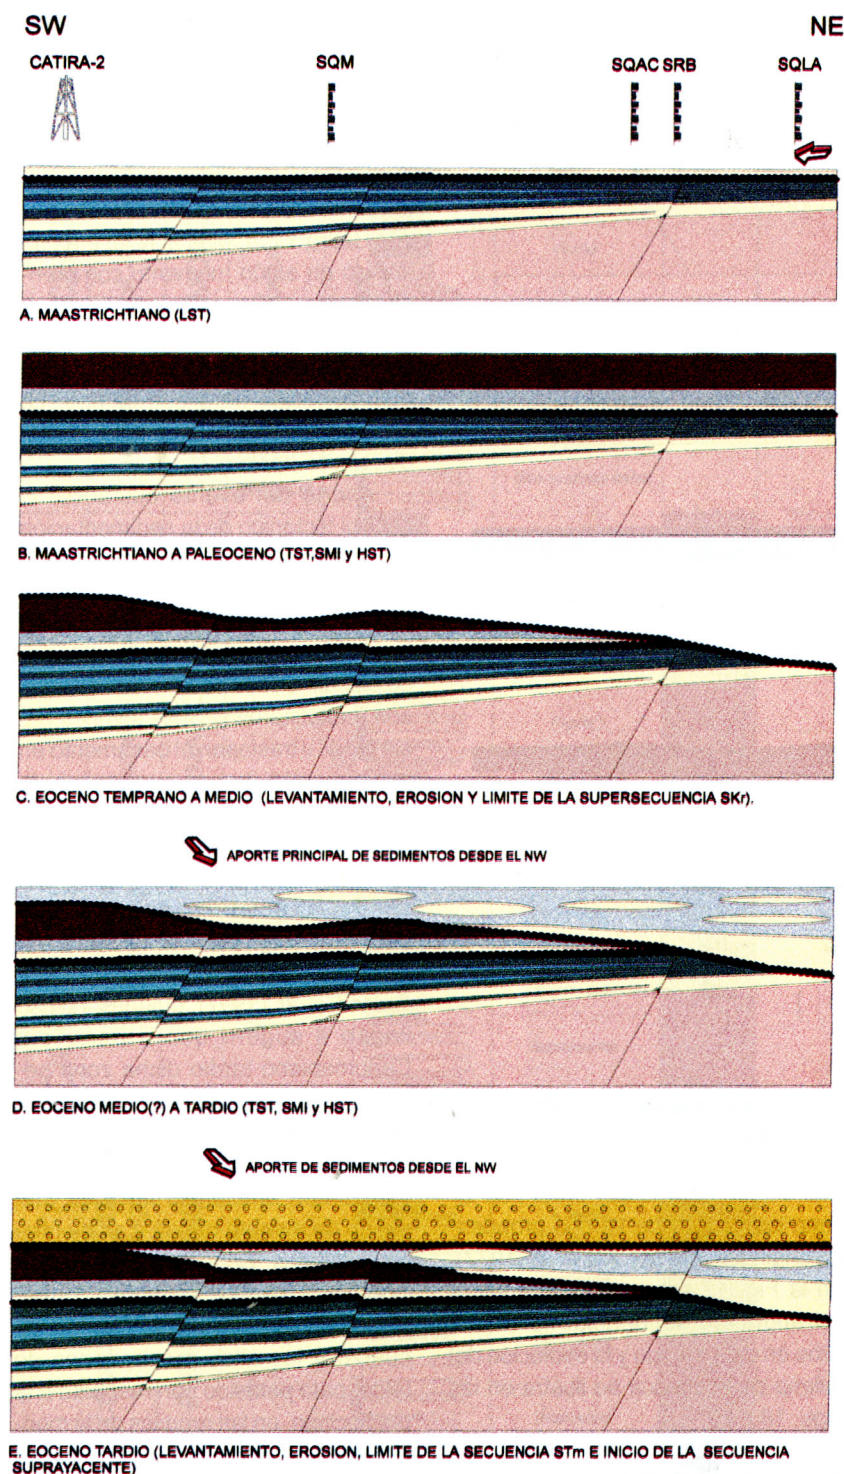 SW NE
CATIRA-2 SQM SQAC SRB SQLA
A. MAASTRICHTIANO (LST)
B. MAASTRICHTIANO A PALEOCENO (TST,SMI y HST)
C. EOCENO TEMPRANO A MEDIO (LEVANTAMIENTO, EROSION Y LIMITE DE LA SUPERSECUENCIA SKr).
APORTE PRINCIPAL DE SEDIMENTOS DESDE EL NW
D. EOCENO MEDIO(?) A TARDIO (TST, SMI y HST)
APORTE DE SEDIMENTOS DESDE EL NW
E. EOCENO TARDIO (LEVANTAMIENTO, EROSION, LIMITE DE LA SECUENCIA STm E INICIO DE LA SECUENCIA
SUPRAYACENTE)